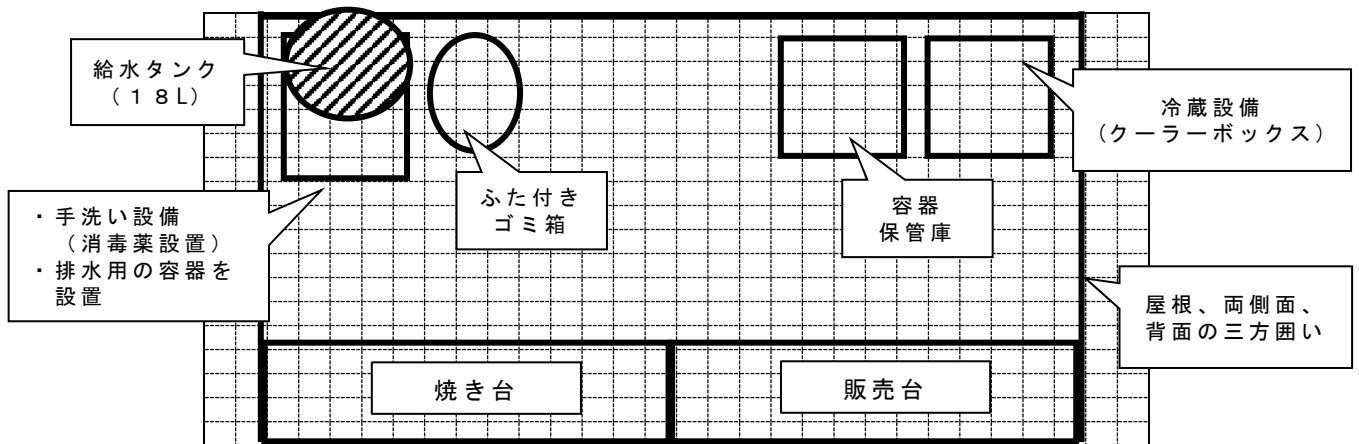 給水タンク
（１８L）
冷蔵設備
（クーラーボックス）
ふた付き
ゴミ箱
容器
保管庫
・手洗い設備
（消毒薬設置）
・排水用の容器を
設置
屋根、両側面、
背面の三方囲い
焼き台
販売台